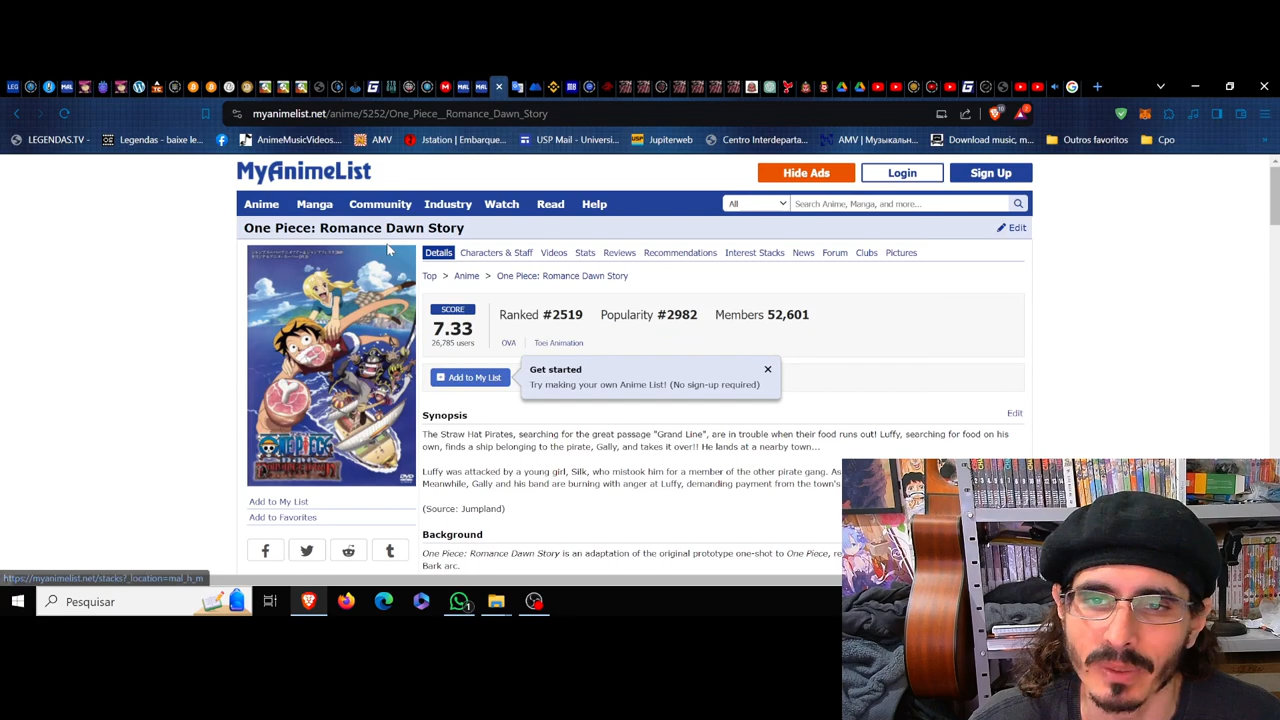 myanimelist.net/anime/5252/One_Piece__Romance_Dawn_Story
LEGENDAS.TV - Legendas - baixe le... AnimeMusicVideos.... AMV Jstation | Embarque... USP Mail - Universi... Jupiterweb Centro Interdeparta... AMV | Музыкальн... Download music, m... Outros favoritos Cpo
MyAnimeList
Hide Ads Login Sign Up
Anime Manga Community Industry Watch Read Help
All Search Anime, Manga, and more...
One Piece: Romance Dawn Story Edit
Details Characters & Staff Videos Stats Reviews Recommendations Interest Stacks News Forum Clubs Pictures
Top > Anime > One Piece: Romance Dawn Story
SCORE
7.33
26,785 users
Ranked #2519 Popularity #2982 Members 52,601
OVA Toei Animation
Add to My List
Get started
Try making your own Anime List! (No sign-up required)
Synopsis Edit
The Straw Hat Pirates, searching for the great passage "Grand Line", are in trouble when their food runs out! Luffy, searching for food on his
own, finds a ship belonging to the pirate, Gally, and takes it over!! He lands at a nearby town...
Luffy was attacked by a young girl, Silk, who mistook him for a member of the other pirate gang. As
Meanwhile, Gally and his band are burning with anger at Luffy, demanding payment from the town's
(Source: Jumpland)
Background
One Piece: Romance Dawn Story is an adaptation of the original prototype one-shot to One Piece, re
Bark arc.
ONE PIECE
DVD
Add to My List
Add to Favorites
https://myanimelist.net/stacks?_location=mal_h_m
Pesquisar